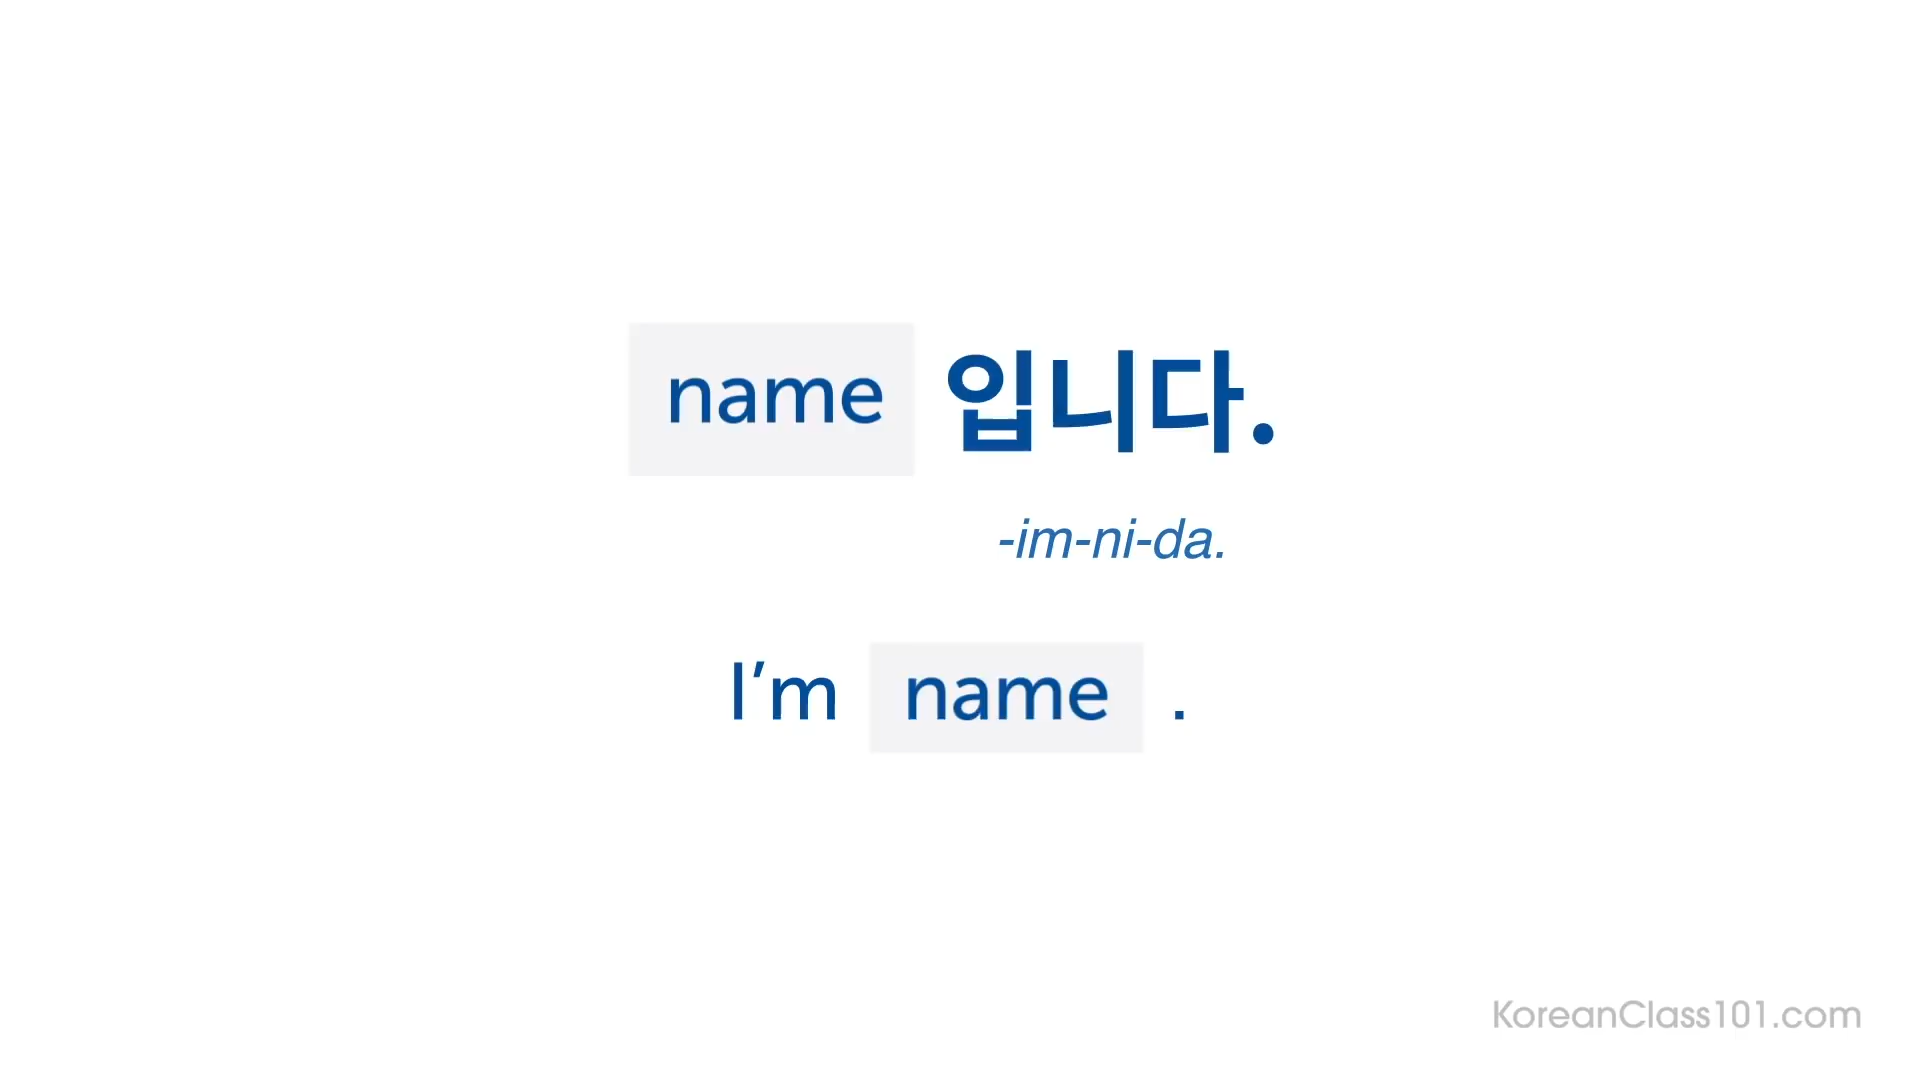 name 입니다.
-im-ni-da.
I'm name .
KoreanClass101.com